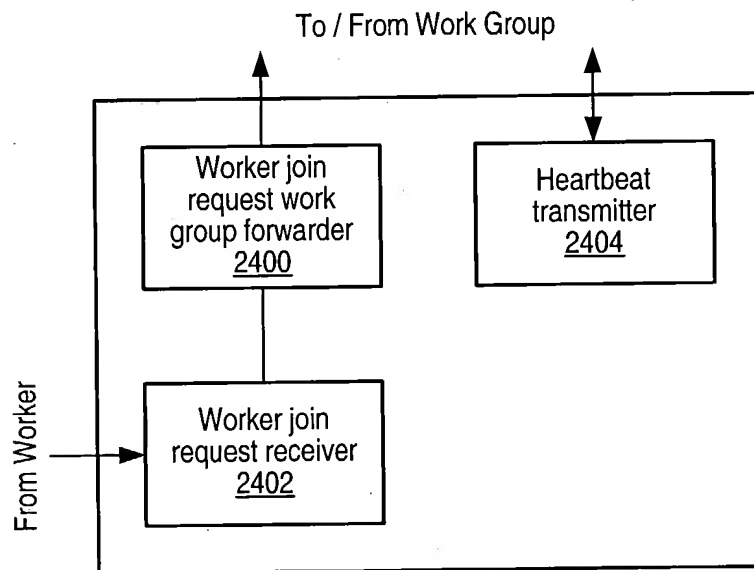 To / From Work Group
Worker join
request work
group forwarder
2400
Heartbeat
transmitter
2404
From Worker
Worker join
request receiver
2402